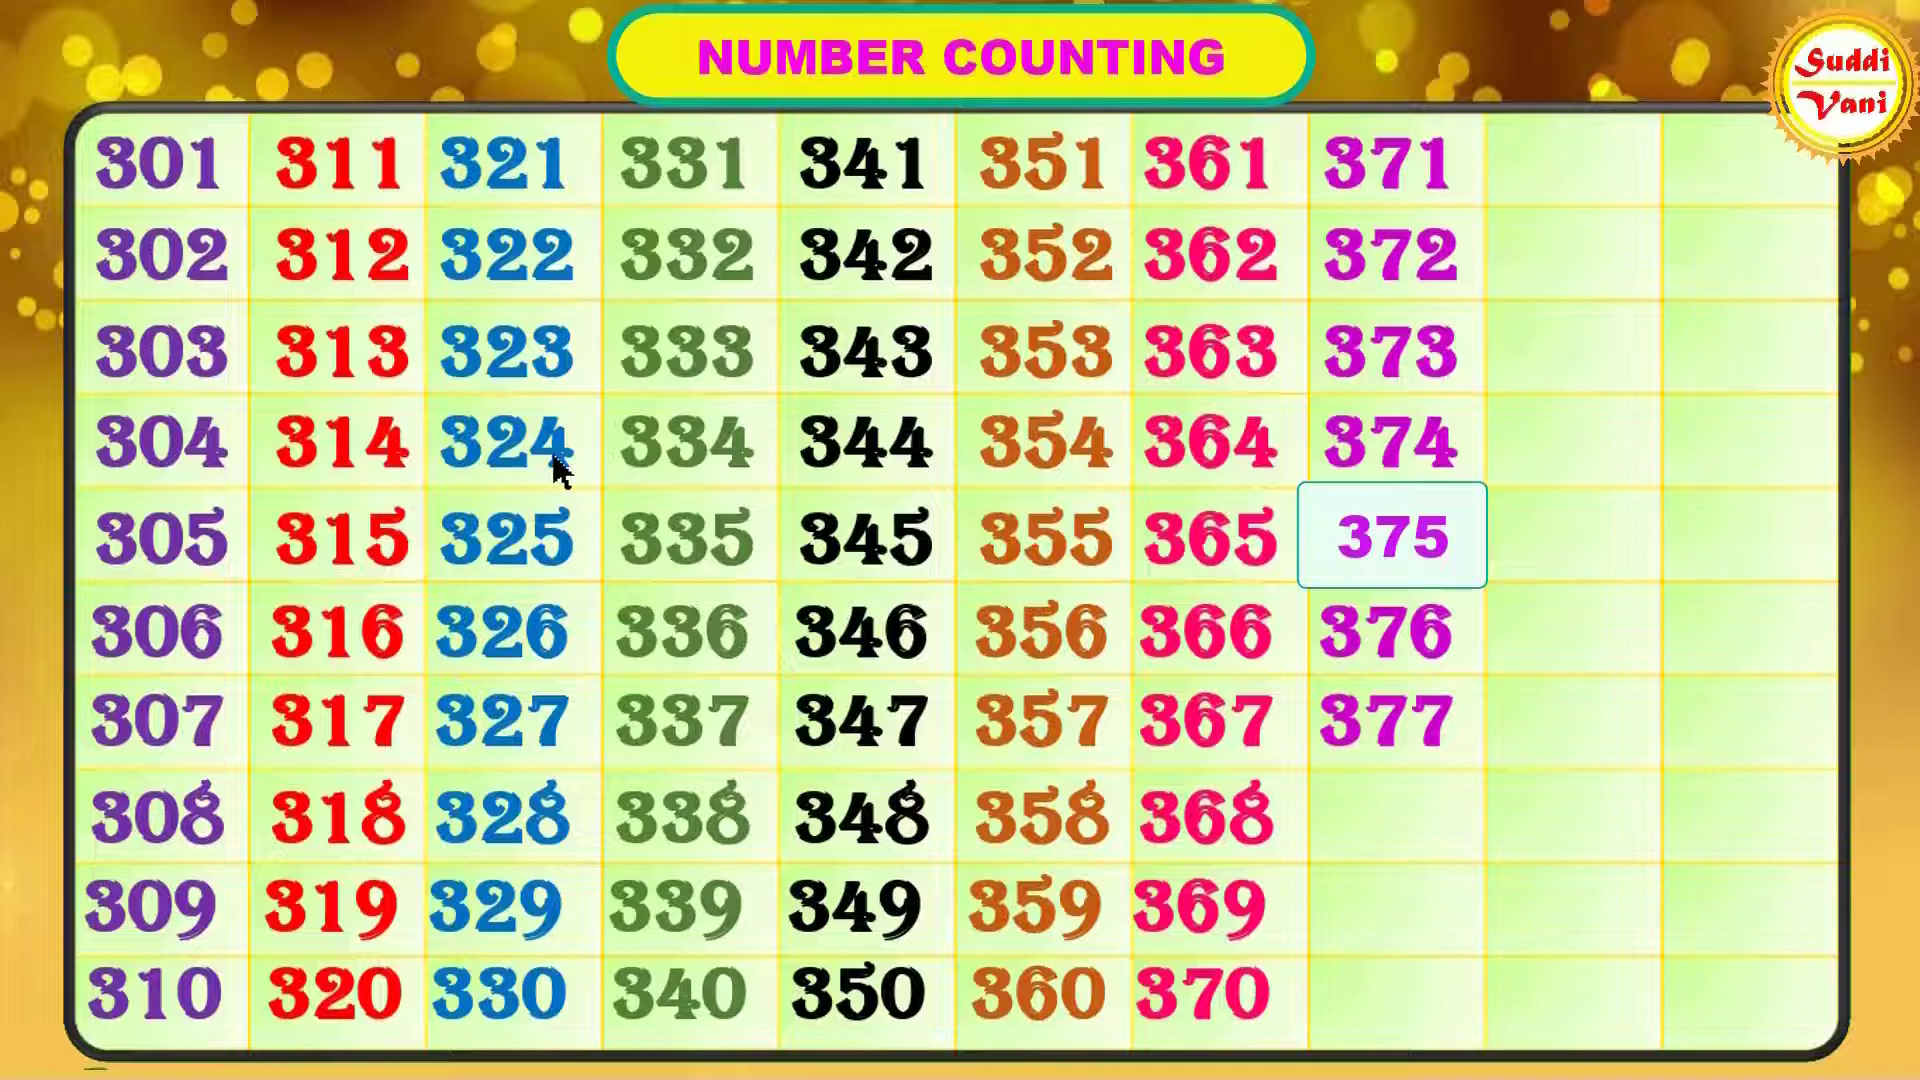 NUMBER COUNTING
Suddi
Vani
301 311 321 331 341 351 361 371
302 312 322 332 342 352 362 372
303 313 323 333 343 353 363 373
304 314 324 334 344 354 364 374
305 315 325 335 345 355 365 375
306 316 326 336 346 356 366 376
307 317 327 337 347 357 367 377
308 318 328 338 348 358 368
309 319 329 339 349 359 369
310 320 330 340 350 360 370